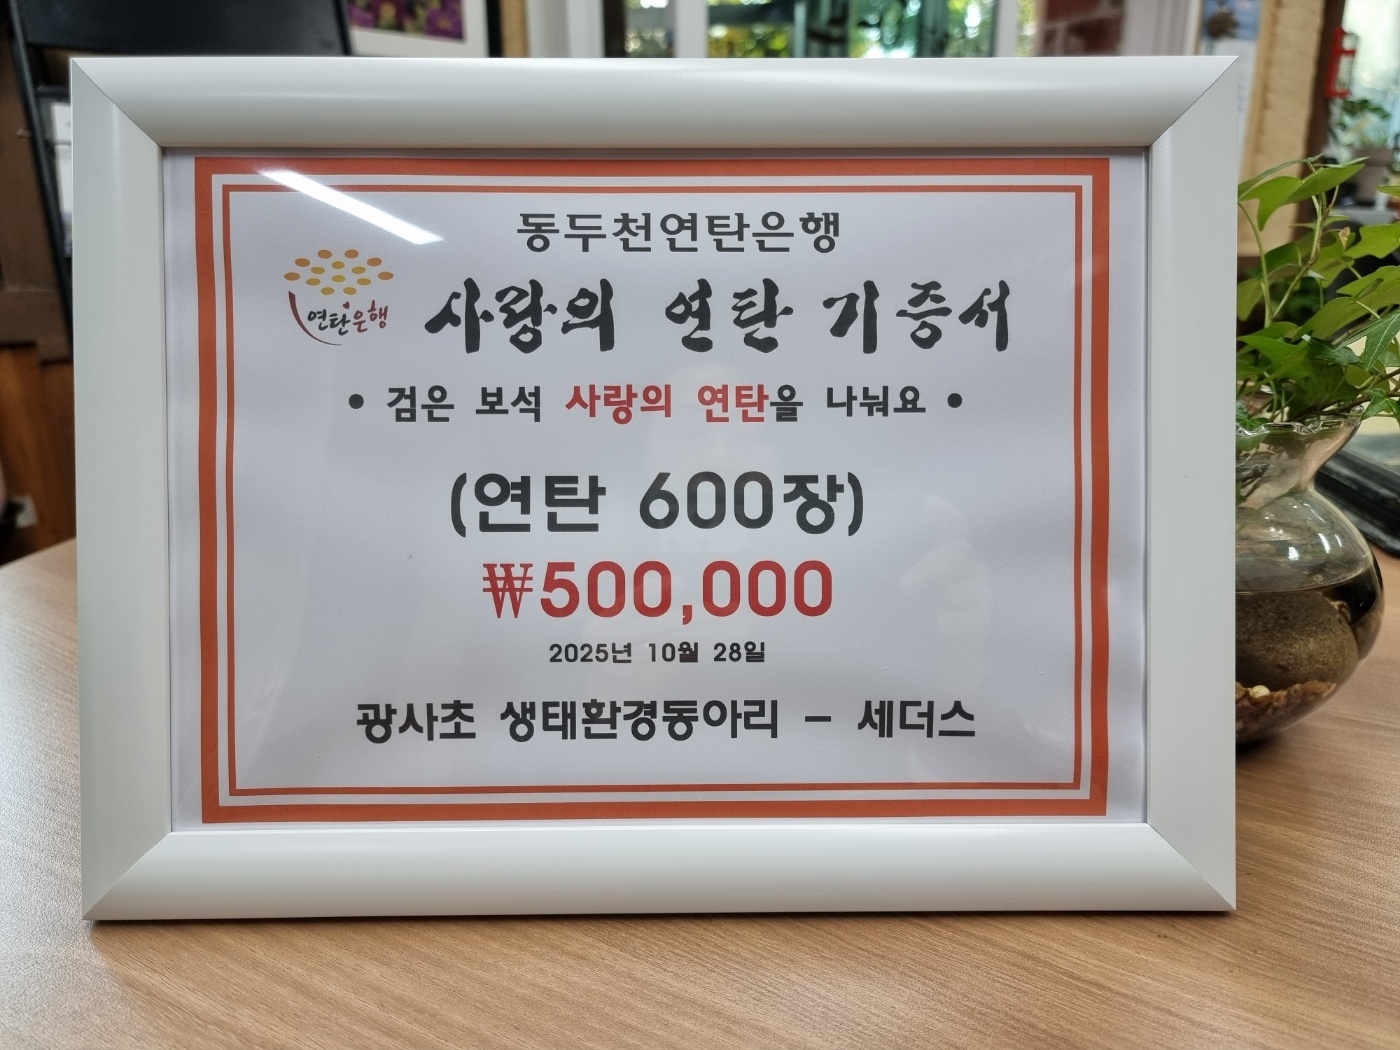 동두천연탄은행
연탄은행
사랑의 연탄 기증서
• 검은 보석 사랑의 연탄을 나눠요 •
(연탄 600장)
₩500,000
2025년 10월 28일
광사초 생태환경동아리 - 세더스